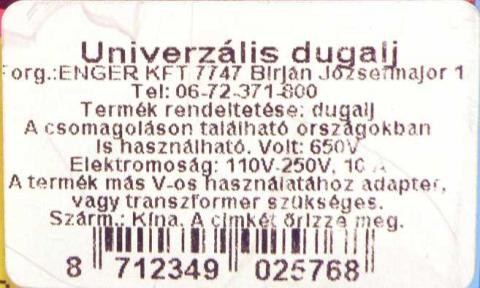 Univerzális dugalj
Forg.:ENGER KFT 7747 Birján Józsefmajor 1
Tel: 06-72-371-800
Termék rendeltetése: dugalj
A csomagoláson található országokban
is használható. Volt: 650V
Elektromoság: 110V-250V, 10 A
A termék más V-os használatához adapter,
vagy transzformer szükséges.
Szárm.: Kína. A cimkét őrizze meg.
8 712349 025768